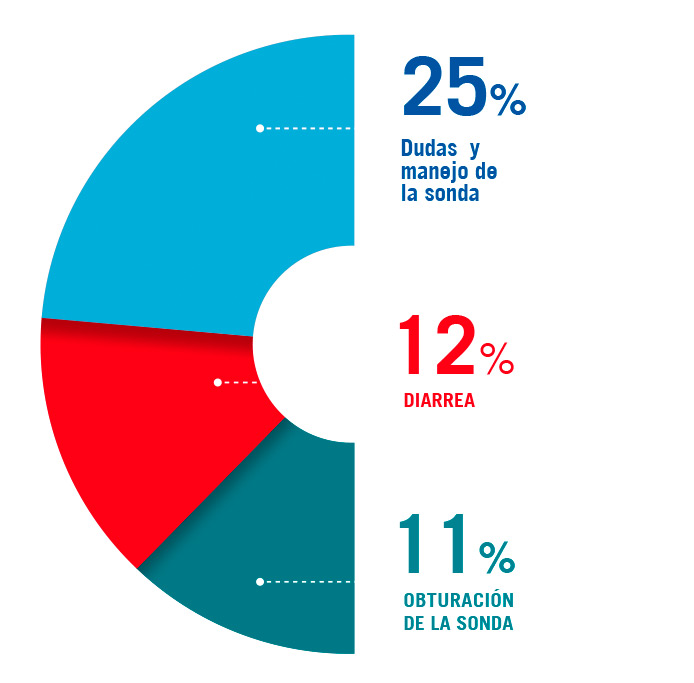 25%
Dudas y
manejo de
la sonda
12%
DIARREA
11%
OBTURACIÓN
DE LA SONDA